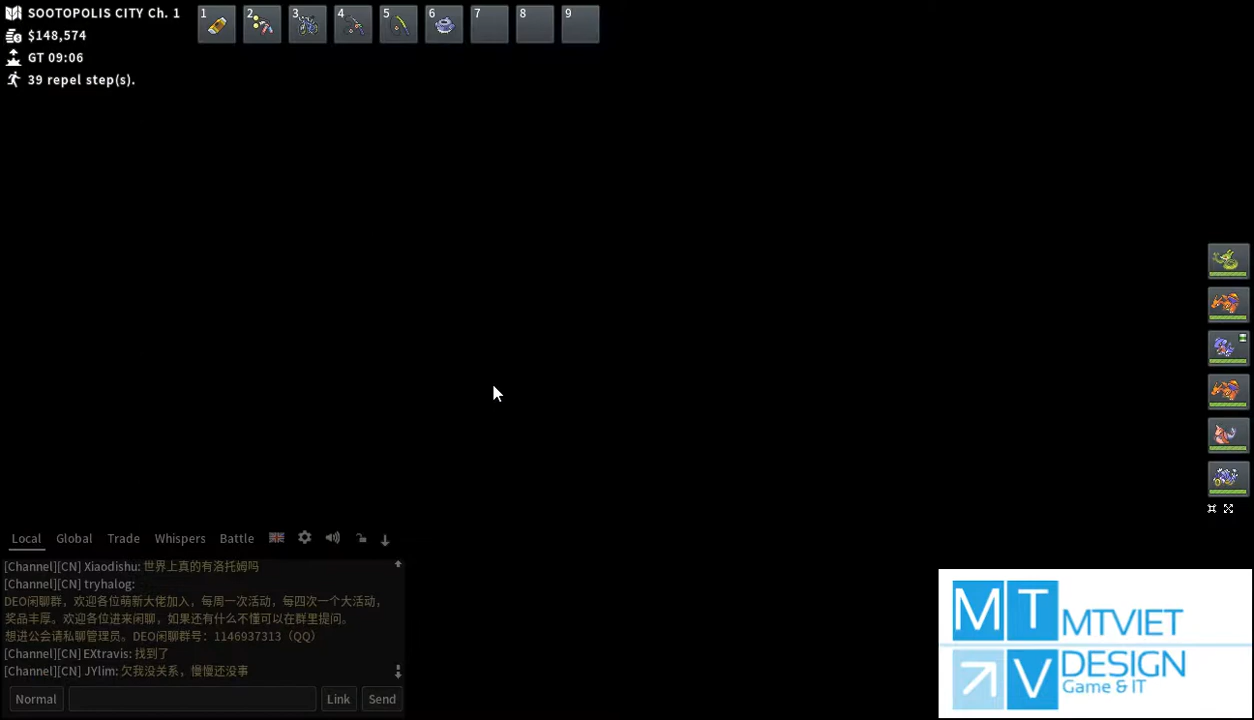 SOOTOPOLIS CITY Ch. 1
$148,574
GT 09:06
39 repel step(s).
1 2 3 4 5 6 7 8 9
Local Global Trade Whispers Battle
[Channel][CN] Xiaodishu: 世界上真的有洛托姆吗
[Channel][CN] tryhalog:
DEO闲聊群，欢迎各位萌新大佬加入，每周一次活动，每四次一个大活动，
奖品丰厚。欢迎各位进来闲聊，如果还有什么不懂可以在群里提问。
想进公会请私聊管理员。DEO闲聊群号：1146937313（QQ）
[Channel][CN] EXtravis: 找到了
[Channel][CN] JYlim: 欠我没关系，慢慢还没事
Normal Link Send
MT MTVIET
V DESIGN
Game & IT